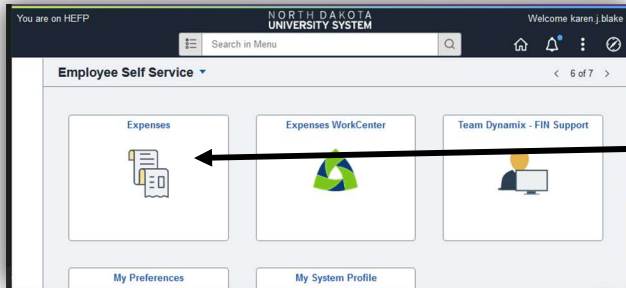 You are on HEFP
NORTH DAKOTA
UNIVERSITY SYSTEM
Welcome karen.j.blake
Search in Menu
Employee Self Service
6 of 7
Expenses
Expenses WorkCenter
Team Dynamix - FIN Support
My Preferences
My System Profile